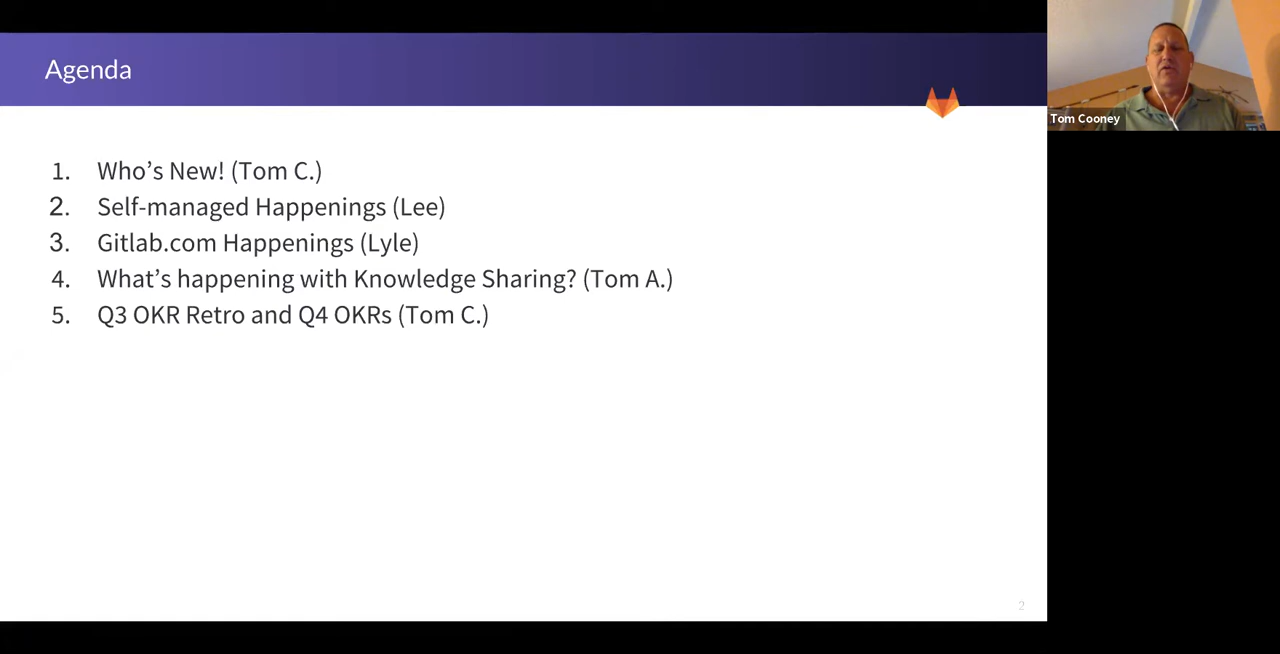 Agenda
1. Who’s New! (Tom C.)
2. Self-managed Happenings (Lee)
3. Gitlab.com Happenings (Lyle)
4. What’s happening with Knowledge Sharing? (Tom A.)
5. Q3 OKR Retro and Q4 OKRs (Tom C.)
2
Tom Cooney